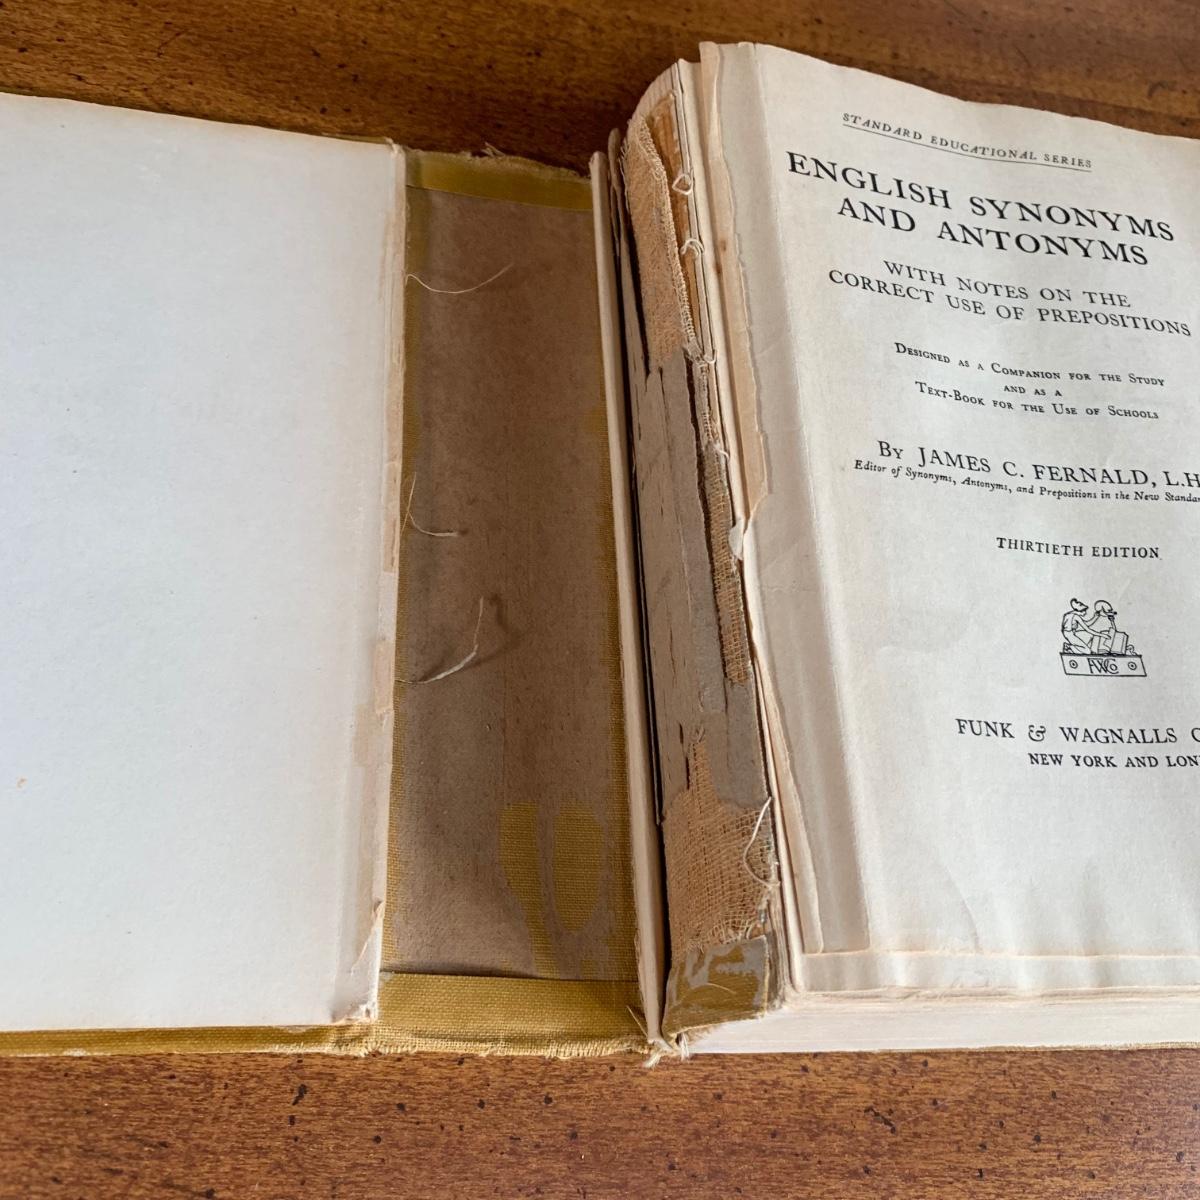 STANDARD EDUCATIONAL SERIES
ENGLISH SYNONYMS
AND ANTONYMS
WITH NOTES ON THE
CORRECT USE OF PREPOSITIONS
DESIGNED AS A COMPANION FOR THE STUDY
AND AS A
TEXT-BOOK FOR THE USE OF SCHOOLS
BY JAMES C. FERNALD, L.H
Editor of Synonyms, Antonyms, and Prepositions in the New Standa
THIRTIETH EDITION
FUNK & WAGNALLS C
NEW YORK AND LON